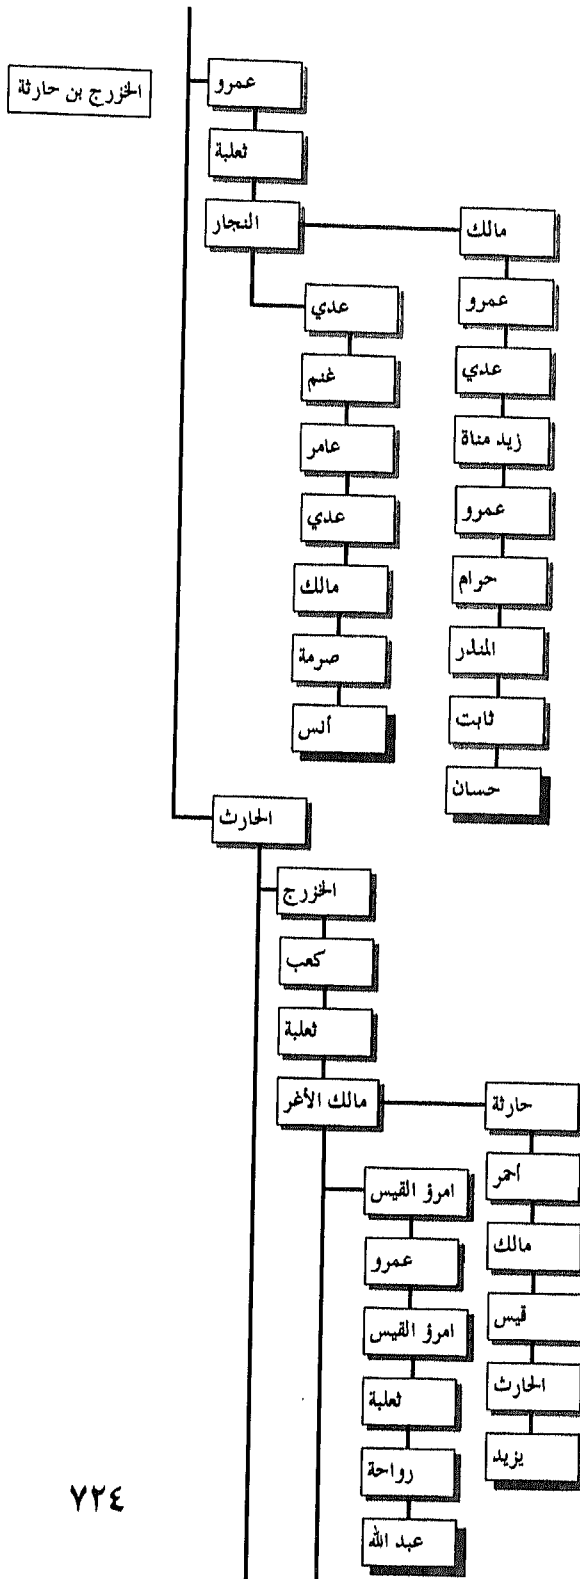 الخزرج بن حارثة
عمرو
ثعلبة
النجار
مالك
عمرو
عدي
زيد مناة
عمرو
حرام
المنذر
ثابت
حسان
عدي
غنم
عامر
عدي
مالك
صرمة
أنس
الحارث
الخزرج
كعب
ثعلبة
مالك الأغر
حارثة
أحمر
مالك
قيس
الحارث
يزيد
امرؤ القيس
عمرو
امرؤ القيس
ثعلبة
رواحة
عبد الله
٧٢٤